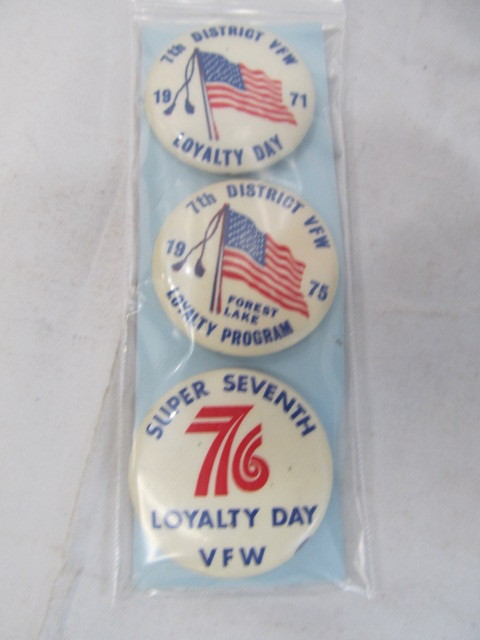 7th DISTRICT VFW
19 71
LOYALTY DAY
7th DISTRICT VFW
19 75
FOREST
LAKE
LOYALTY PROGRAM
SUPER SEVENTH
76
LOYALTY DAY
VFW